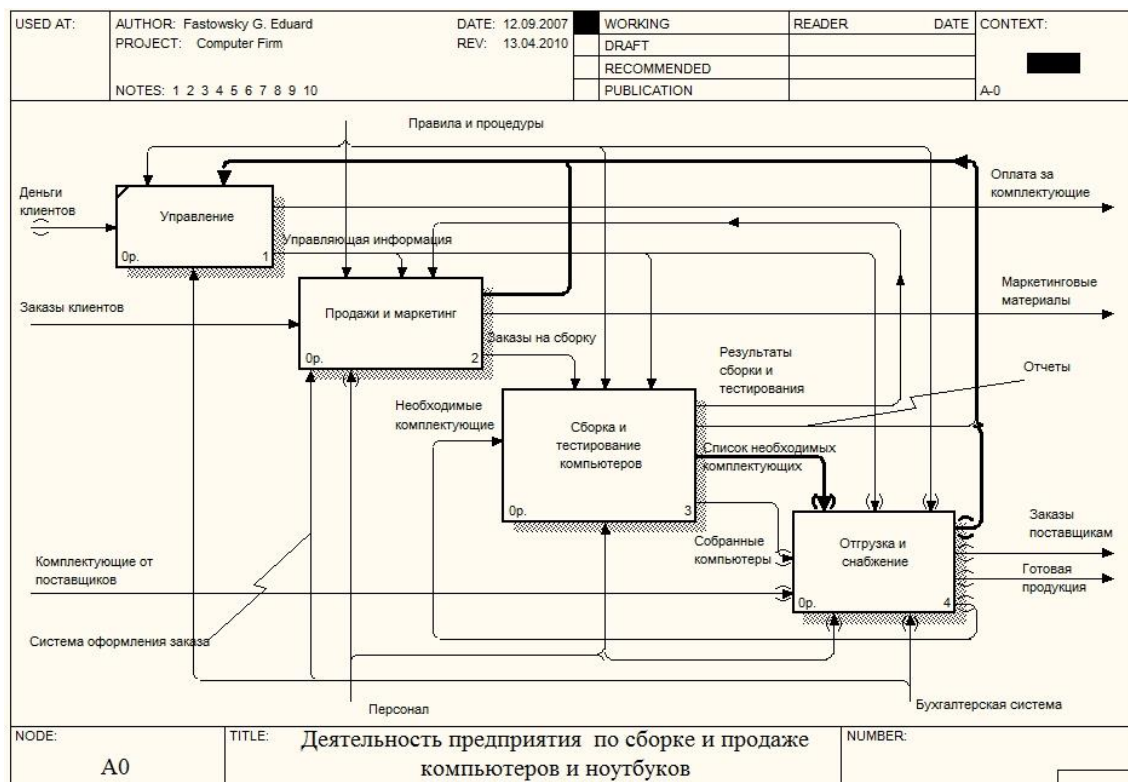 USED AT:
AUTHOR: Fastowsky G. Eduard
DATE: 12.09.2007
WORKING
READER
DATE
CONTEXT:
PROJECT: Computer Firm
REV: 13.04.2010
DRAFT
RECOMMENDED
NOTES: 1 2 3 4 5 6 7 8 9 10
PUBLICATION
A-0
Правила и процедуры
Деньги
клиентов
Управление
0р.
1
Оплата за
комплектующие
Управляющая информация
Заказы клиентов
Продажи и маркетинг
0р.
2
Маркетинговые
материалы
Заказы на сборку
Результаты
сборки и
тестирования
Отчеты
Необходимые
комплектующие
Сборка и
тестирование
компьютеров
0р.
3
Список необходимых
комплектующих
Собранные
компьютеры
Отгрузка и
снабжение
0р.
4
Заказы
поставщикам
Готовая
продукция
Комплектующие от
поставщиков
Система оформления заказа
Персонал
Бухгалтерская система
NODE:
A0
TITLE:
Деятельность предприятия по сборке и продаже
компьютеров и ноутбуков
NUMBER: